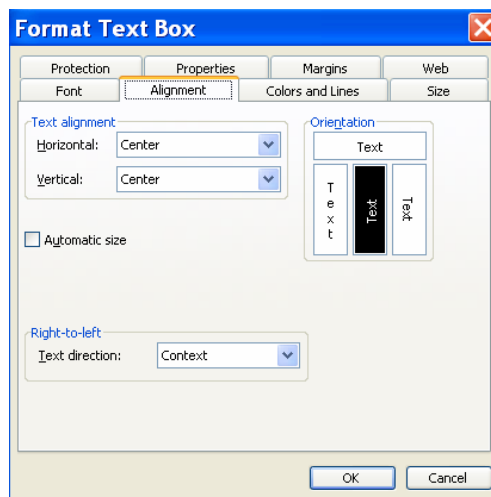 Format Text Box
Protection Properties Margins Web
Font Alignment Colors and Lines Size
Text alignment
Horizontal: Center
Vertical: Center
Automatic size
Orientation
Text
Text Text Text
Right-to-left
Text direction: Context
OK Cancel